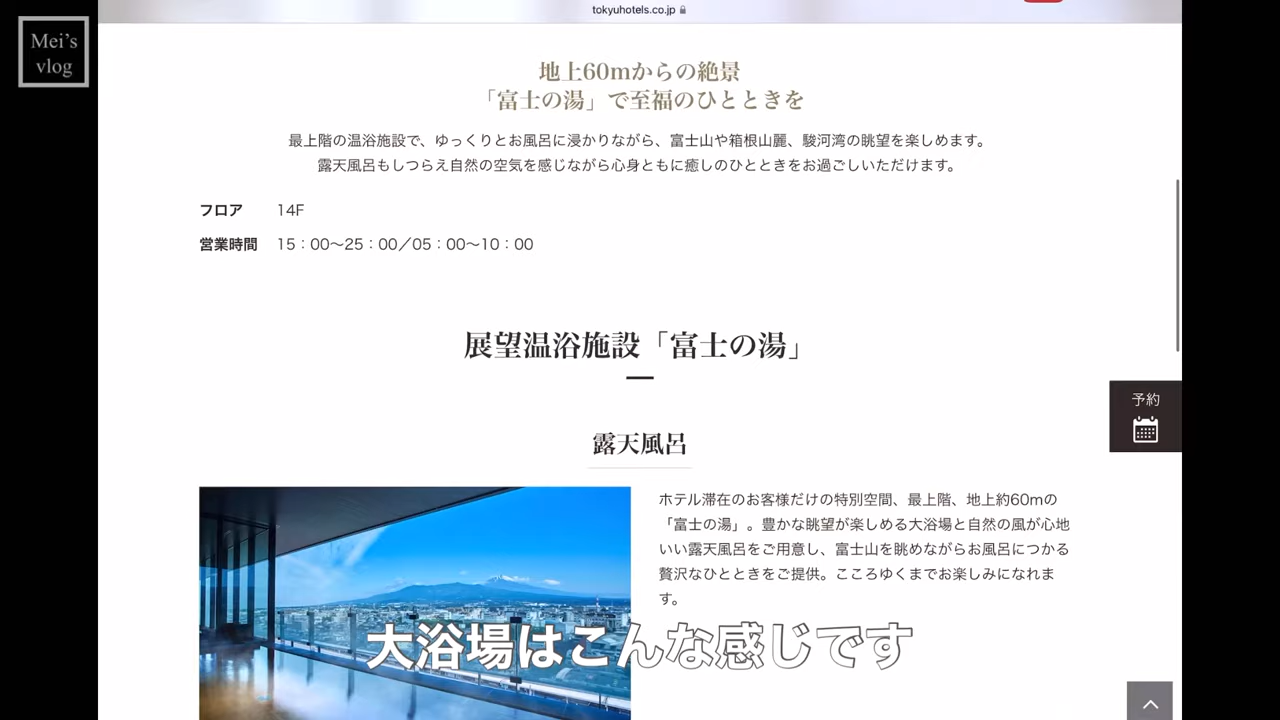 tokyuhotels.co.jp
Mei's
vlog
地上60mからの絶景
「富士の湯」で至福のひとときを
最上階の温浴施設で、ゆっくりとお風呂に浸かりながら、富士山や箱根山麓、駿河湾の眺望を楽しめます。
露天風呂もしつらえ自然の空気を感じながら心身ともに癒しのひとときをお過ごしいただけます。
フロア 14F
営業時間 15：00〜25：00／05：00〜10：00
展望温浴施設「富士の湯」
予約
露天風呂
ホテル滞在のお客様だけの特別空間、最上階、地上約60mの
「富士の湯」。豊かな眺望が楽しめる大浴場と自然の風が心地
いい露天風呂をご用意し、富士山を眺めながらお風呂につかる
贅沢なひとときをご提供。こころゆくまでお楽しみになれま
す。
大浴場はこんな感じです